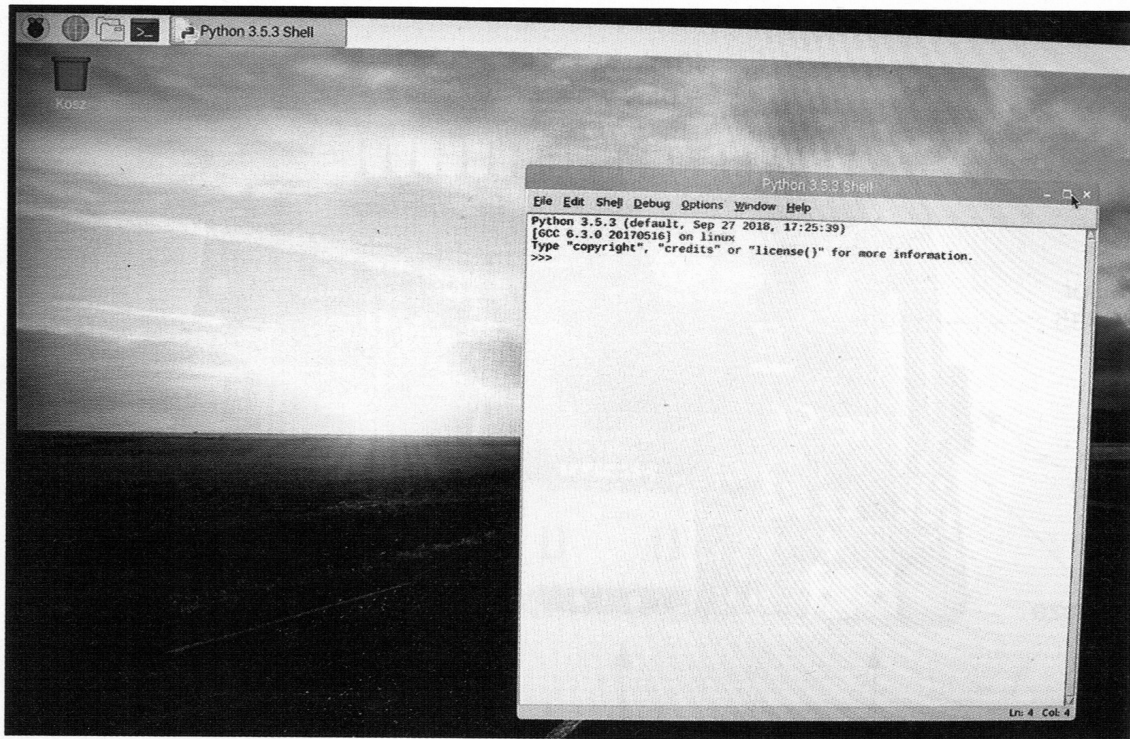 Python 3.5.3 Shell
Kosz
Python 3.5.3 Shell
File Edit Shell Debug Options Window Help
Python 3.5.3 (default, Sep 27 2018, 17:25:39)
[GCC 6.3.0 20170516] on linux
Type "copyright", "credits" or "license()" for more information.
>>>
Ln: 4 Col: 4